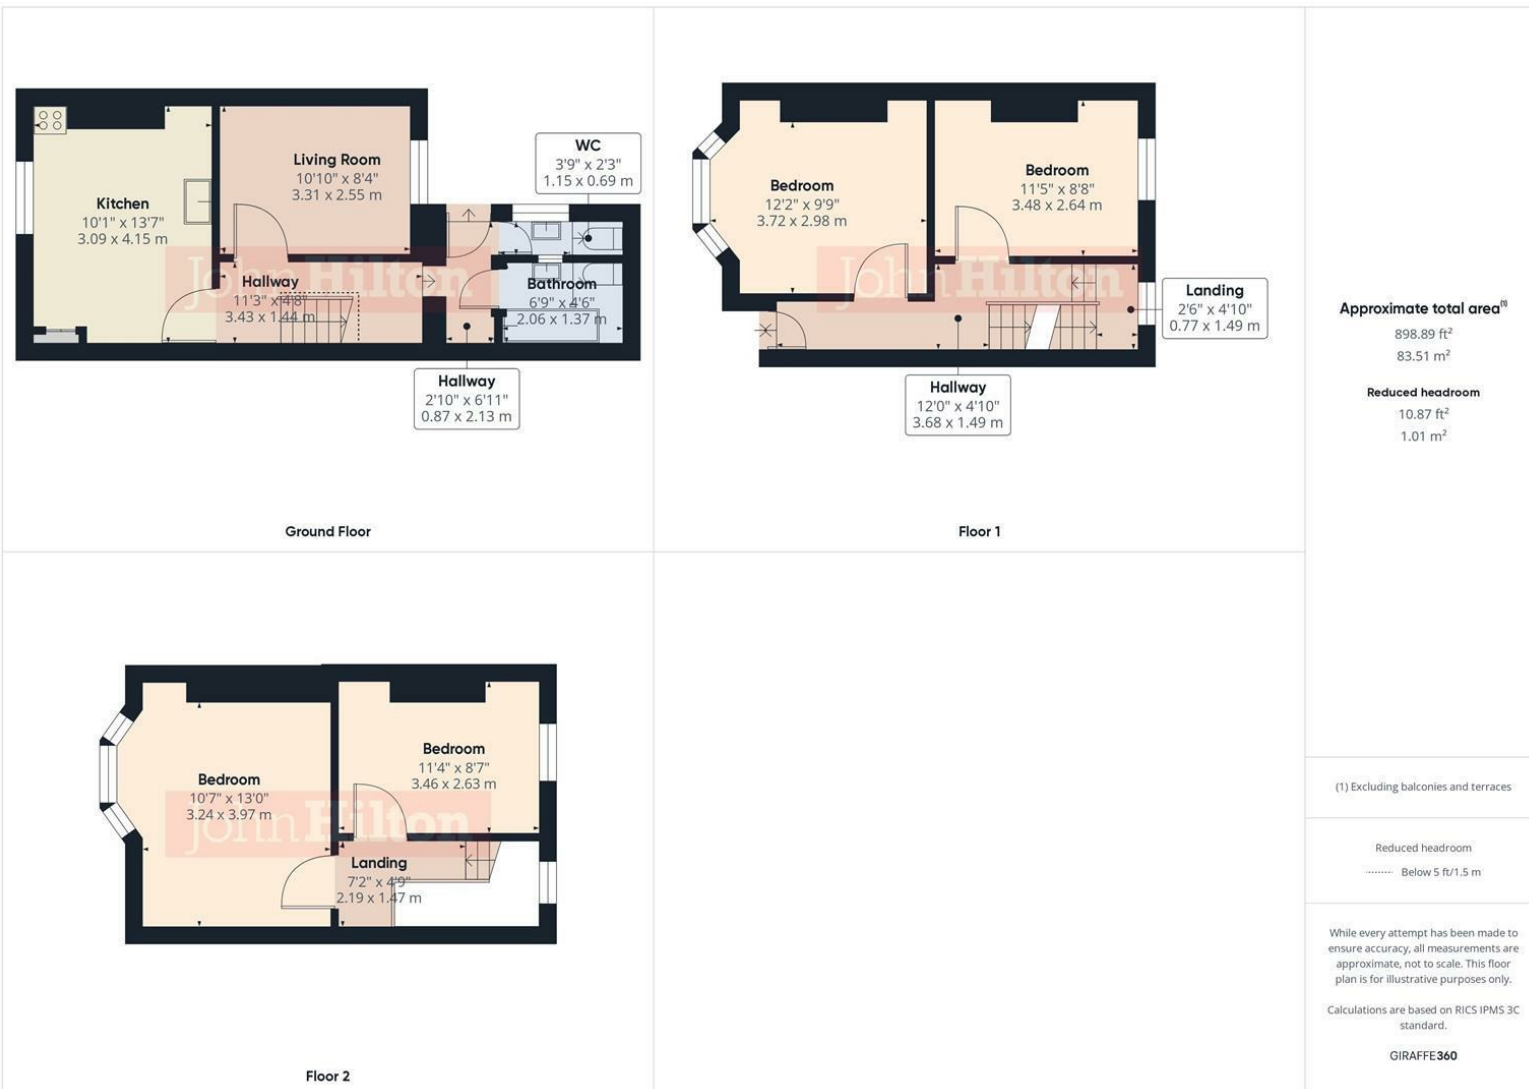 Kitchen
10'1" x 13'7"
3.09 x 4.15 m
Living Room
10'10" x 8'4"
3.31 x 2.55 m
WC
3'9" x 2'3"
1.15 x 0.69 m
John Hilton
Hallway
11'3" x 4'8"
3.43 x 1.44 m
Bathroom
6'9" x 4'6"
2.06 x 1.37 m
Hallway
2'10" x 6'11"
0.87 x 2.13 m
Ground Floor
Bedroom
12'2" x 9'9"
3.72 x 2.98 m
Bedroom
11'5" x 8'8"
3.48 x 2.64 m
John Hilton
Landing
2'6" x 4'10"
0.77 x 1.49 m
Hallway
12'0" x 4'10"
3.68 x 1.49 m
Floor 1
Bedroom
10'7" x 13'0"
3.24 x 3.97 m
Bedroom
11'4" x 8'7"
3.46 x 2.63 m
John Hilton
Landing
7'2" x 4'9"
2.19 x 1.47 m
Floor 2
Approximate total area(1)
898.89 ft²
83.51 m²
Reduced headroom
10.87 ft²
1.01 m²
(1) Excluding balconies and terraces
Reduced headroom
Below 5 ft/1.5 m
While every attempt has been made to
ensure accuracy, all measurements are
approximate, not to scale. This floor
plan is for illustrative purposes only.
Calculations are based on RICS IPMS 3C
standard.
GIRAFFE360